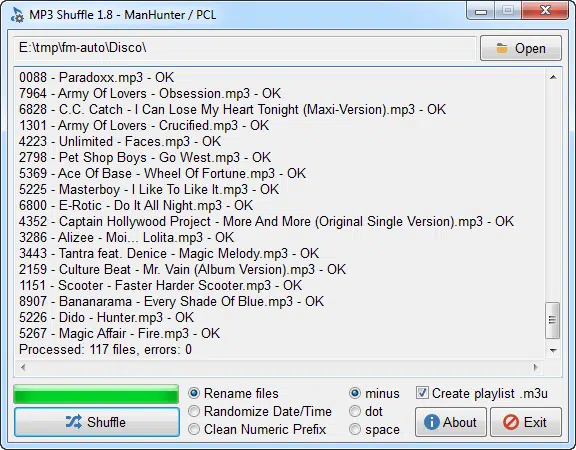 MP3 Shuffle 1.8 - ManHunter / PCL
E:\tmp\fm-auto\Disco\
Open
0088 - Paradoxx.mp3 - OK
7964 - Army Of Lovers - Obsession.mp3 - OK
6828 - C.C. Catch - I Can Lose My Heart Tonight (Maxi-Version).mp3 - OK
1301 - Army Of Lovers - Crucified.mp3 - OK
4223 - Unlimited - Faces.mp3 - OK
2798 - Pet Shop Boys - Go West.mp3 - OK
5369 - Ace Of Base - Wheel Of Fortune.mp3 - OK
5225 - Masterboy - I Like To Like It.mp3 - OK
6800 - E-Rotic - Do It All Night.mp3 - OK
4352 - Captain Hollywood Project - More And More (Original Single Version).mp3 - OK
3286 - Alizee - Moi... Lolita.mp3 - OK
3443 - Tantra feat. Denice - Magic Melody.mp3 - OK
2159 - Culture Beat - Mr. Vain (Album Version).mp3 - OK
1151 - Scooter - Faster Harder Scooter.mp3 - OK
8907 - Bananarama - Every Shade Of Blue.mp3 - OK
5226 - Dido - Hunter.mp3 - OK
5267 - Magic Affair - Fire.mp3 - OK
Processed: 117 files, errors: 0
Rename files
minus
Create playlist .m3u
Shuffle
Randomize Date/Time
dot
Clean Numeric Prefix
space
About
Exit